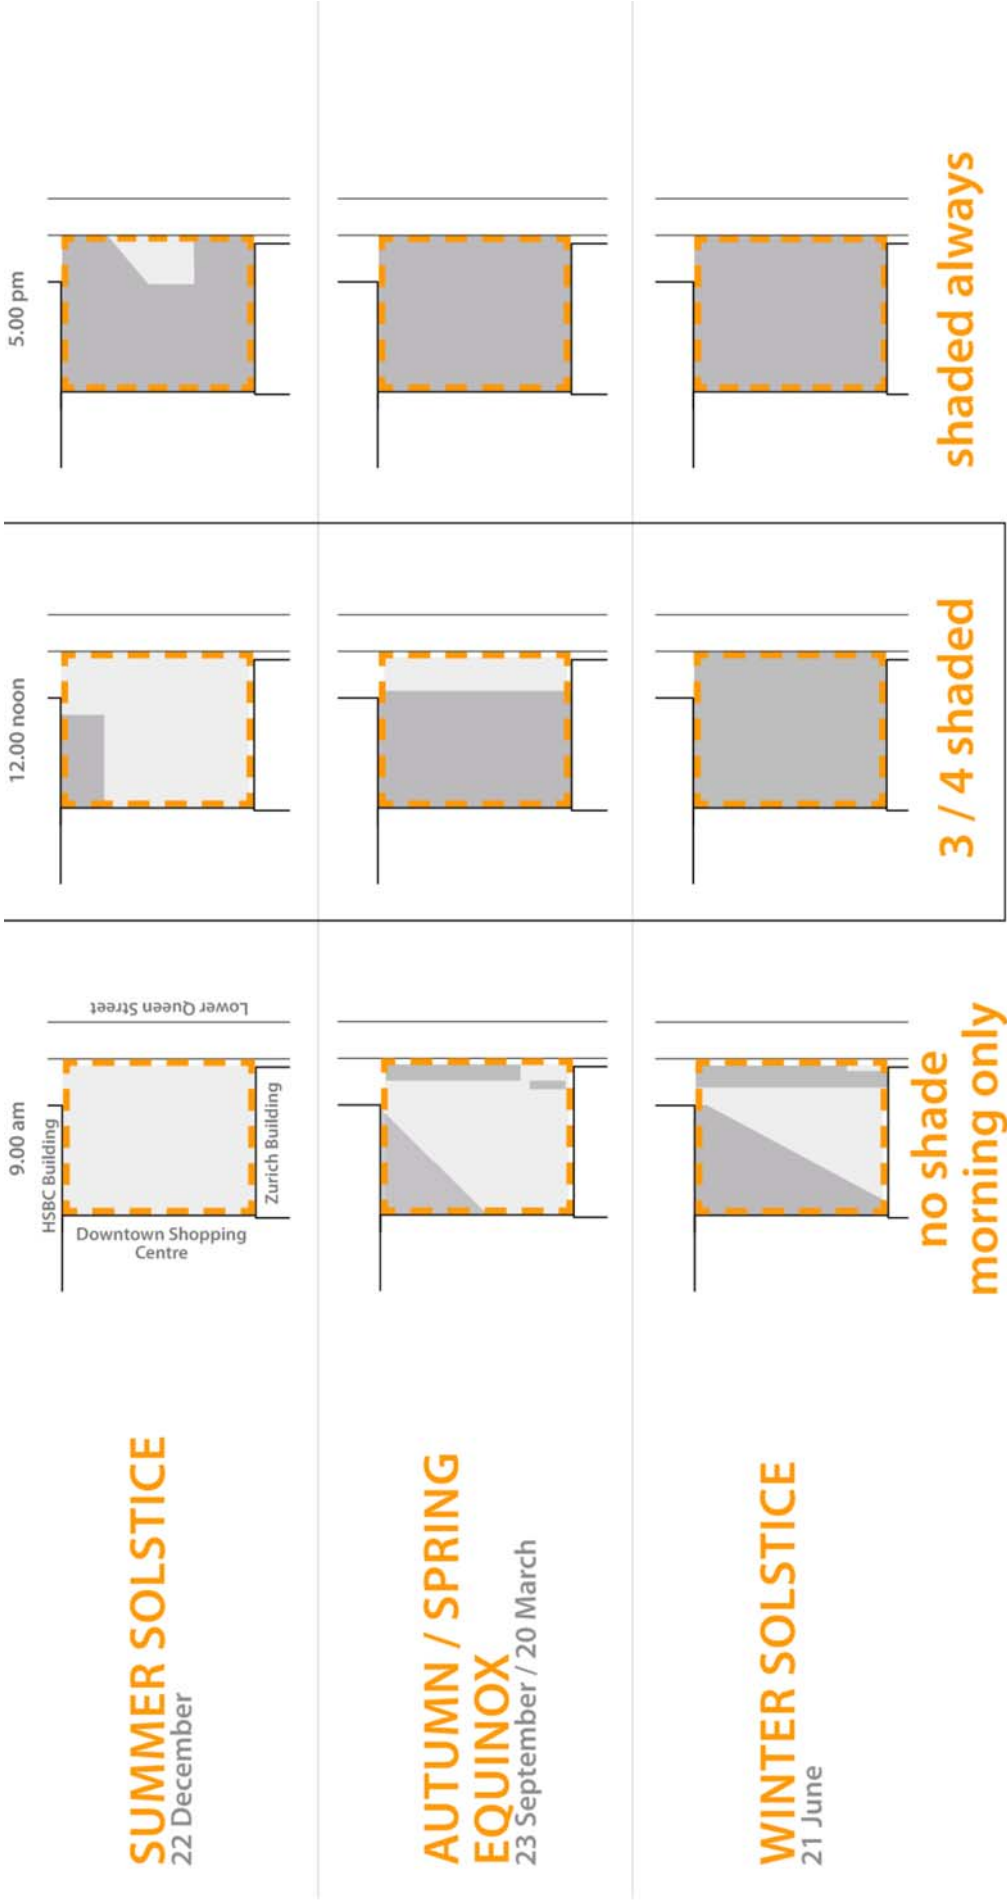 9.00 am
12.00 noon
5.00 pm
SUMMER SOLSTICE
22 December
HSBC Building
Downtown Shopping
Centre
Zurich Building
Lower Queen Street
AUTUMN / SPRING
EQUINOX
23 September / 20 March
WINTER SOLSTICE
21 June
no shade
morning only
3 / 4 shaded
shaded always